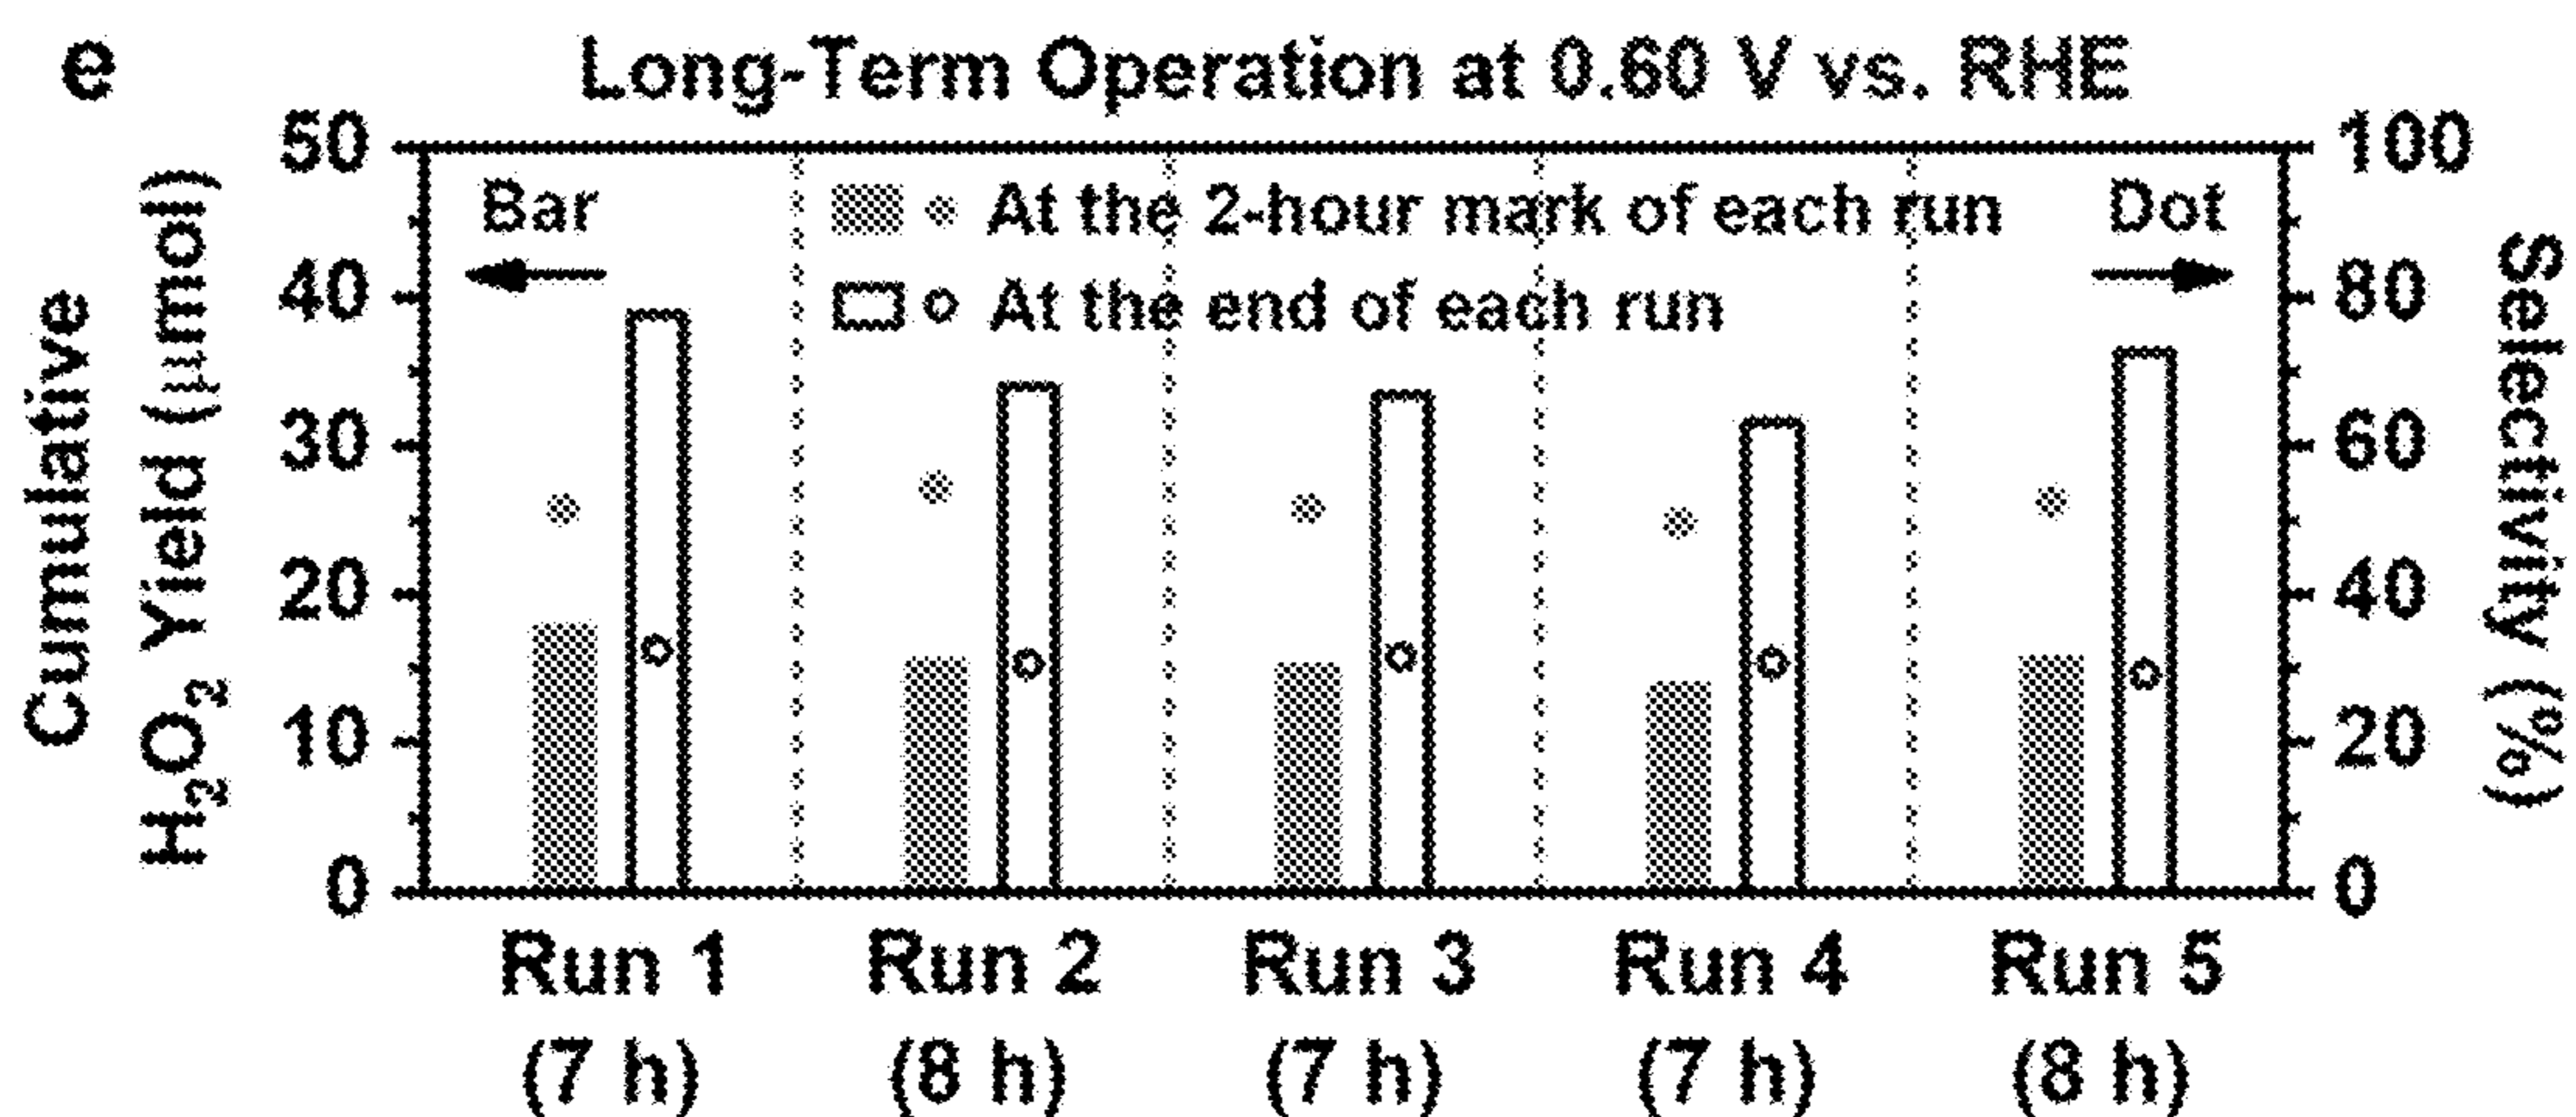 e
Long-Term Operation at 0.60 V vs. RHE
Cumulative
H₂O₂ Yield (μmol)
50
40
30
20
10
0
Bar
At the 2-hour mark of each run
At the end of each run
Dot
100
80
60
40
20
0
Selectivity (%)
Run 1 Run 2 Run 3 Run 4 Run 5
(7 h) (8 h) (7 h) (7 h) (8 h)